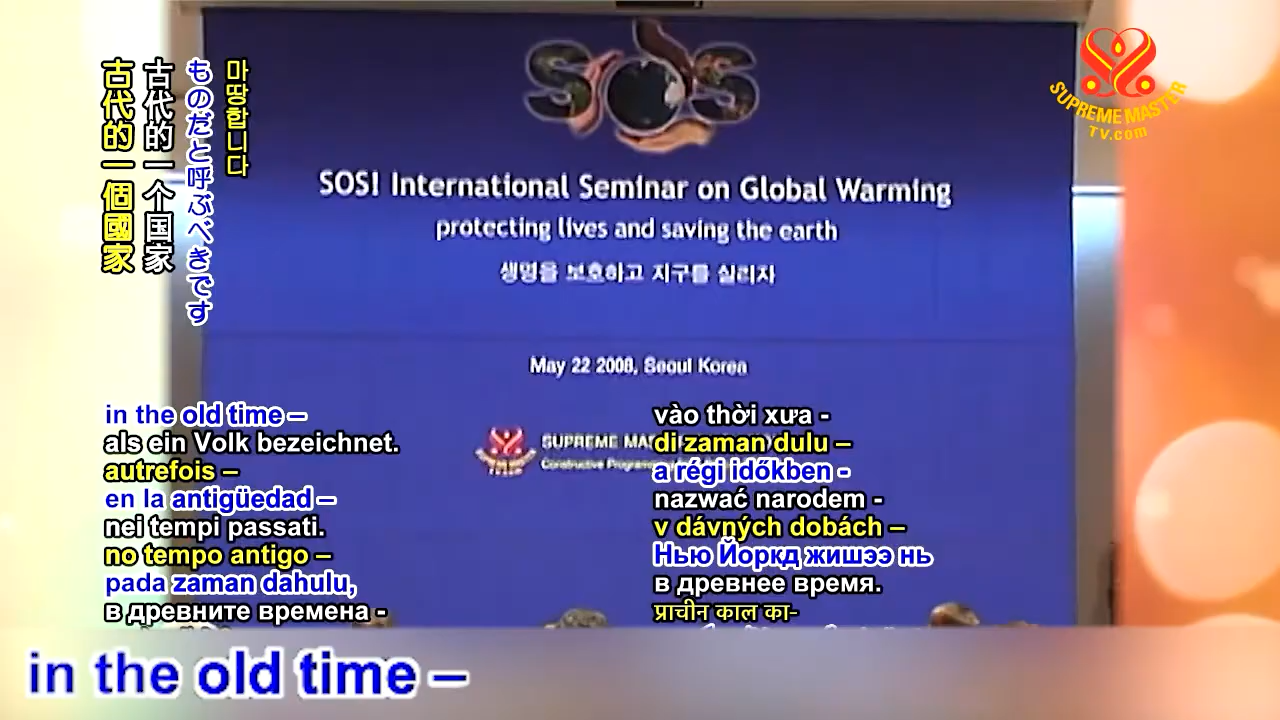 SOS
SOSI International Seminar on Global Warming
protecting lives and saving the earth
생명을 보호하고 지구를 살리자
May 22 2008, Seoul Korea
SUPREME MAS
Constructive Program
SUPREME MASTER
TV.com
마땅합니다
ものだと呼ぶべきです
古代的一个国家
古代的一個國家
in the old time –
als ein Volk bezeichnet.
autrefois –
en la antigüedad –
nei tempi passati.
no tempo antigo –
pada zaman dahulu,
в древните времена -
vào thời xưa -
di zaman dulu –
a régi időkben -
nazwać narodem -
v dávných dobách –
Нью Йоркд жишээ нь
в древнее время.
प्राचीन काल का-
in the old time –